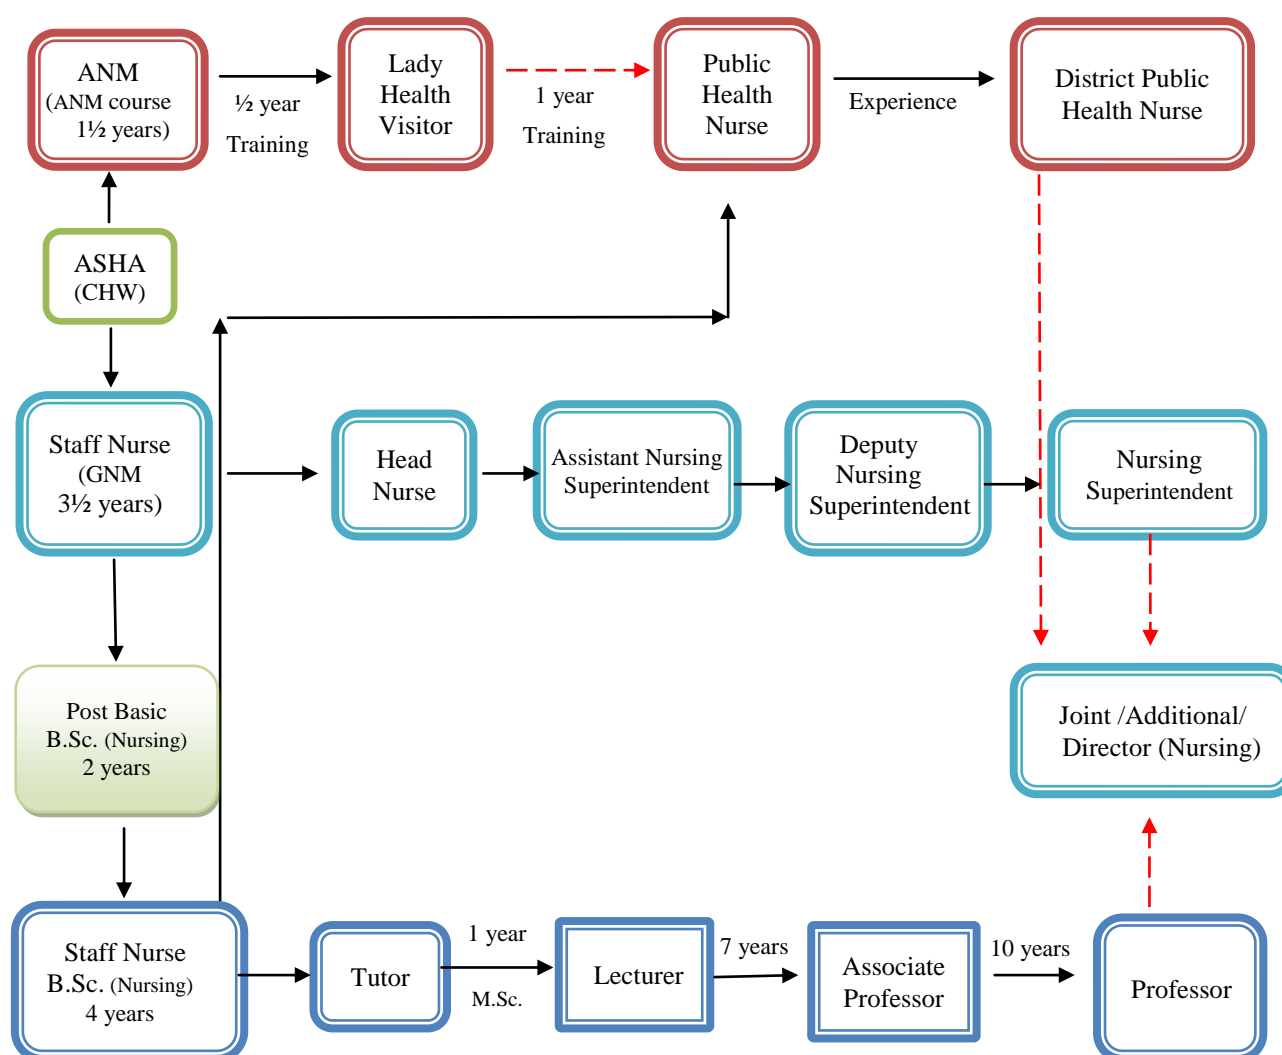 ANM
(ANM course
1½ years)
½ year
Training
Lady
Health
Visitor
1 year
Training
Public
Health
Nurse
Experience
District Public
Health Nurse
ASHA
(CHW)
Staff Nurse
(GNM
3½ years)
Head
Nurse
Assistant Nursing
Superintendent
Deputy
Nursing
Superintendent
Nursing
Superintendent
Post Basic
B.Sc. (Nursing)
2 years
Joint /Additional/
Director (Nursing)
Staff Nurse
B.Sc. (Nursing)
4 years
Tutor
1 year
M.Sc.
Lecturer
7 years
Associate
Professor
10 years
Professor